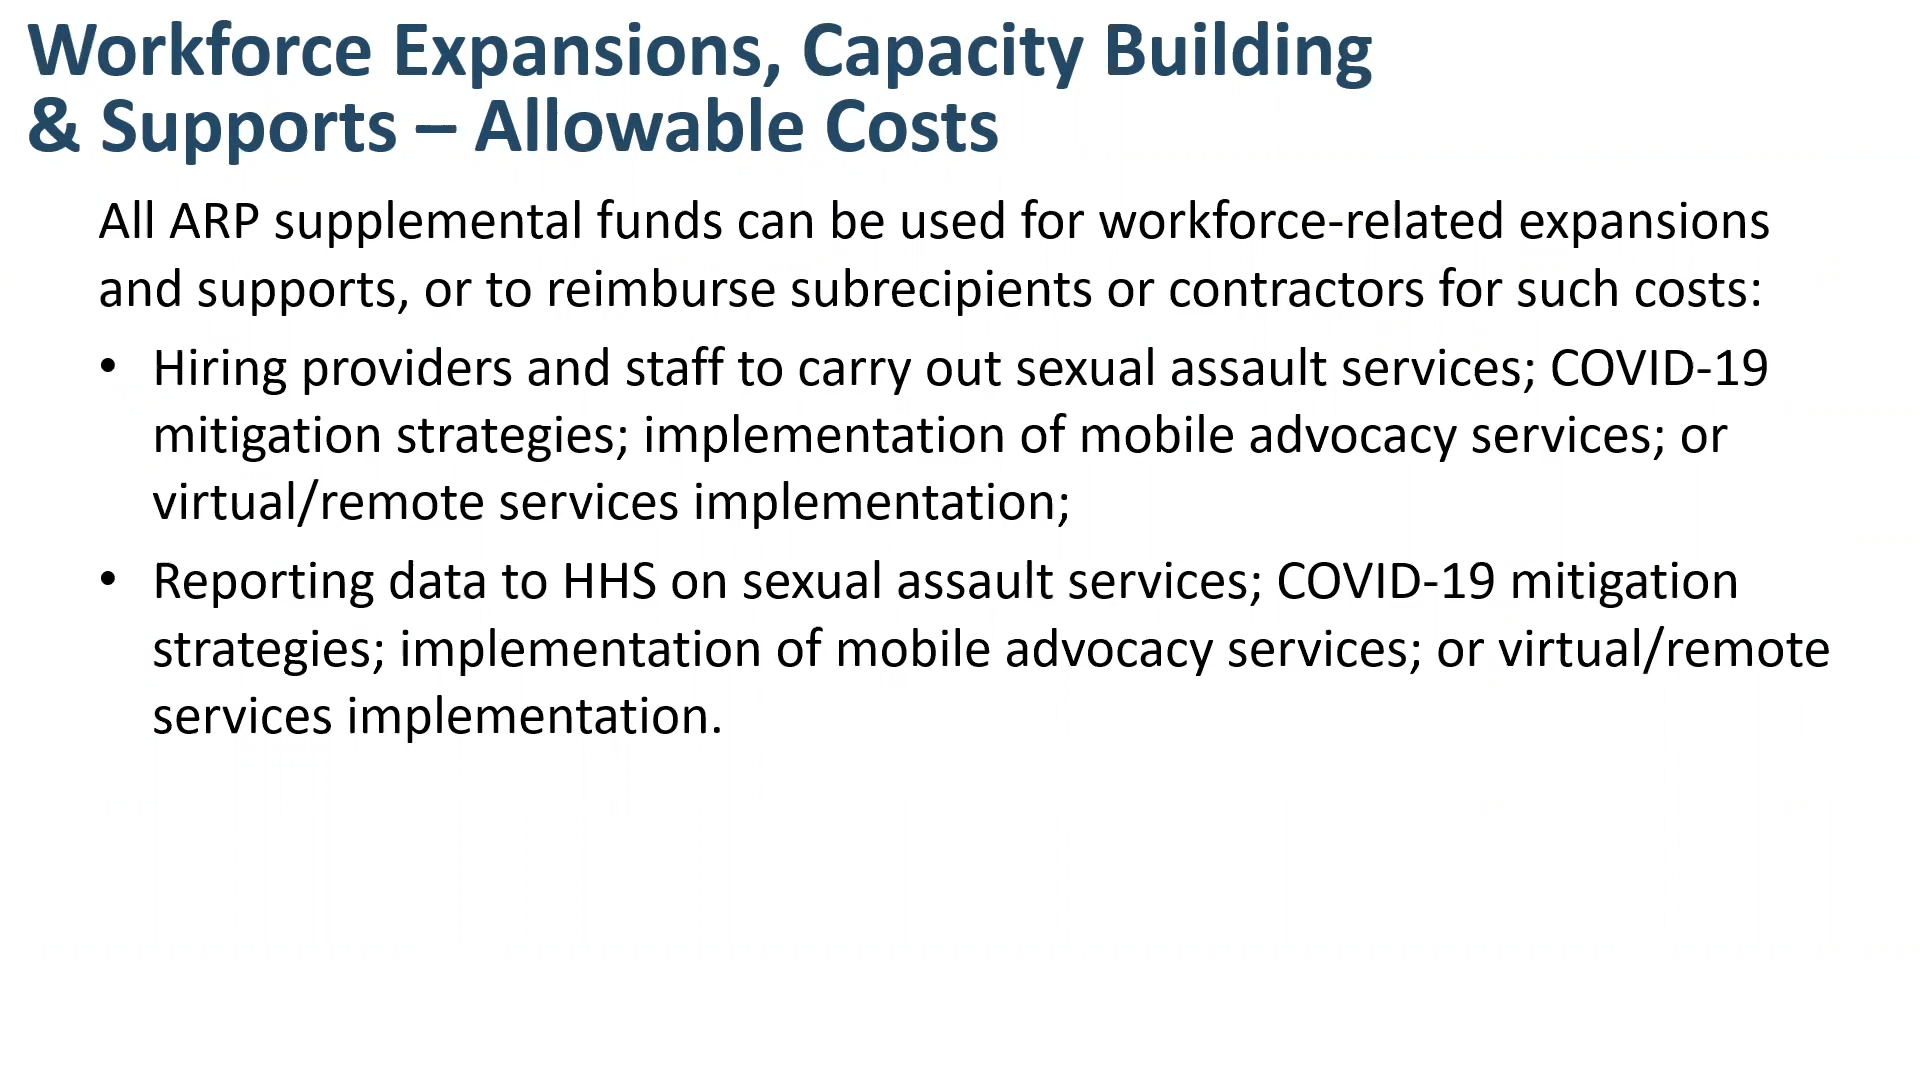 Workforce Expansions, Capacity Building
& Supports – Allowable Costs
All ARP supplemental funds can be used for workforce-related expansions
and supports, or to reimburse subrecipients or contractors for such costs:
• Hiring providers and staff to carry out sexual assault services; COVID-19
mitigation strategies; implementation of mobile advocacy services; or
virtual/remote services implementation;
• Reporting data to HHS on sexual assault services; COVID-19 mitigation
strategies; implementation of mobile advocacy services; or virtual/remote
services implementation.